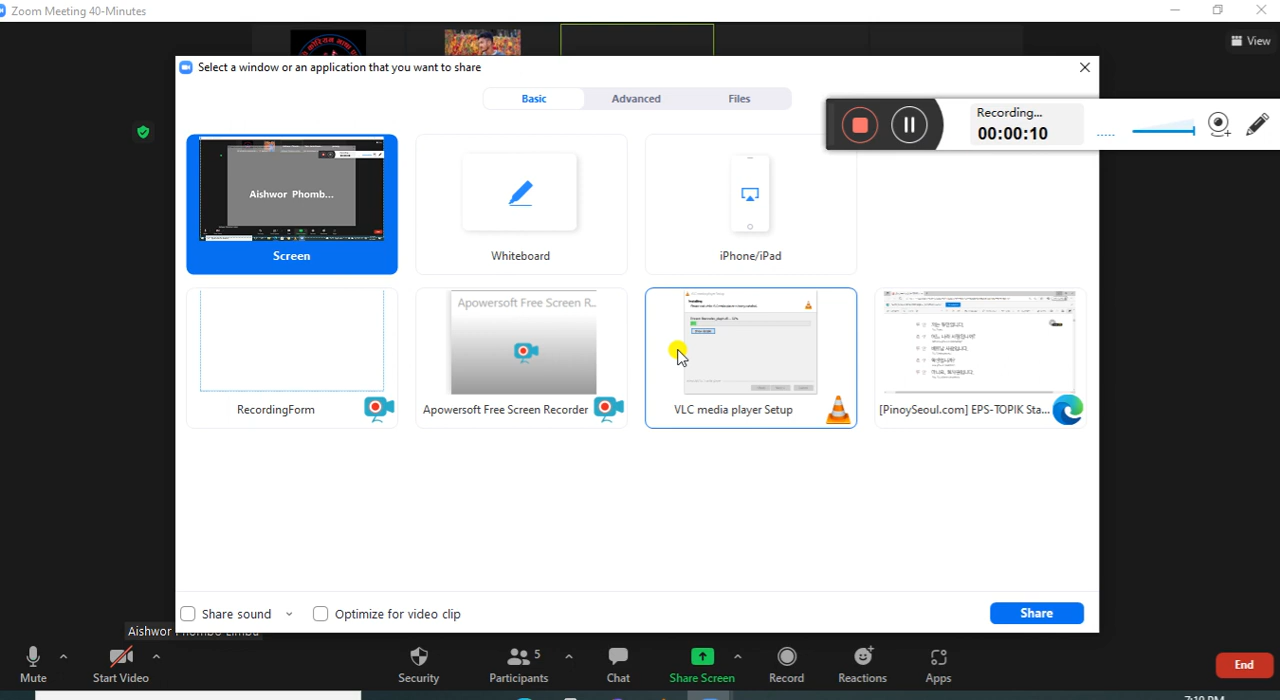 Zoom Meeting 40-Minutes
View
Select a window or an application that you want to share
Basic
Advanced
Files
Recording...
00:00:10
Aishwor Phomb...
Screen
Whiteboard
iPhone/iPad
Apowersoft Free Screen R..
RecordingForm
Apowersoft Free Screen Recorder
VLC media player Setup
[PinoySeoul.com] EPS-TOPIK Sta...
Share sound
Optimize for video clip
Share
Aishwor
Mute
Start Video
Security
5
Participants
Chat
Share Screen
Record
Reactions
Apps
End